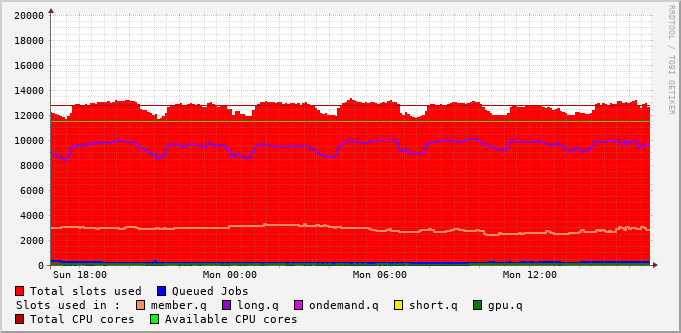 RRDTOOL / TOBI OETIKER
20000
18000
16000
14000
12000
10000
8000
6000
4000
2000
0
Sun 18:00 Mon 00:00 Mon 06:00 Mon 12:00
Total slots used Queued Jobs
Slots used in : member.q long.q ondemand.q short.q gpu.q
Total CPU cores Available CPU cores